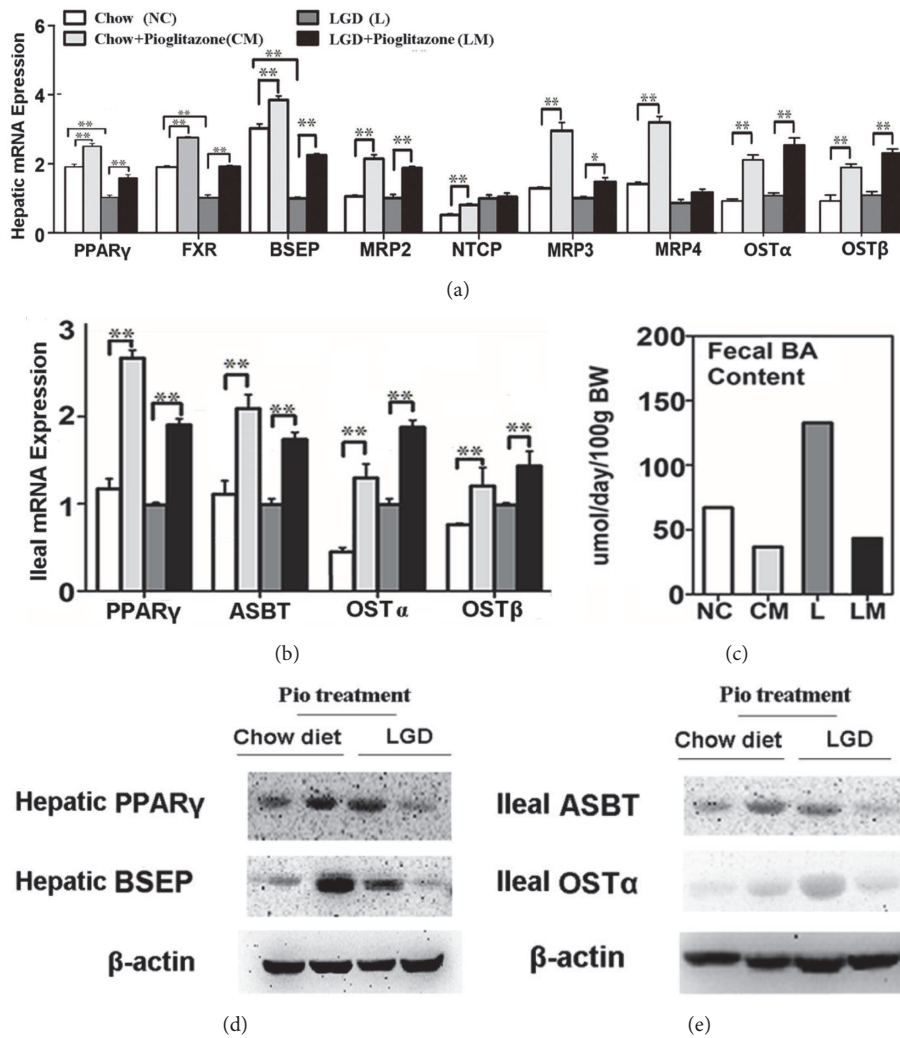 Chow (NC)
LGD (L)
Chow+Pioglitazone(CM)
LGD+Pioglitazone (LM)
Hepatic mRNA Epression
6
4
2
0
** ** ** ** ** ** ** ** ** ** ** ** ** ** * ** ** ** ** **
PPARγ FXR BSEP MRP2 NTCP MRP3 MRP4 OSTα OSTβ
(a)
Ileal mRNA Expression
3
2
1
0
** ** ** ** ** ** ** **
PPARγ ASBT OST α OSTβ
(b)
umol/day/100g BW
200
150
100
50
0
Fecal BA
Content
NC CM L LM
(c)
Pio treatment
Chow diet LGD
Hepatic PPARγ
Hepatic BSEP
β-actin
(d)
Pio treatment
Chow diet LGD
Ileal ASBT
Ileal OSTα
β-actin
(e)